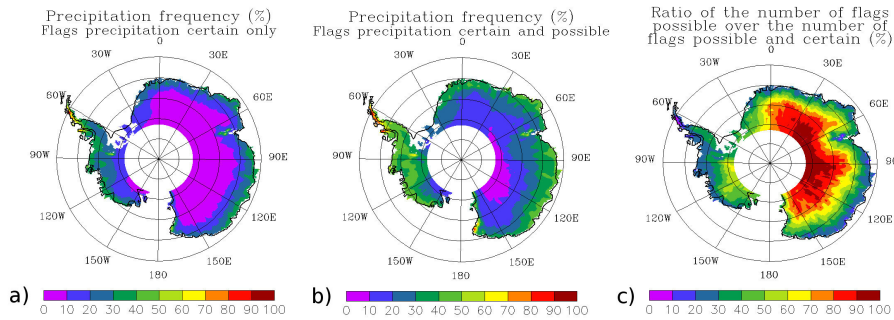 Precipitation frequency (%)
Flags precipitation certain only
0
30W
30E
60W
60E
90W
90E
120W
120E
150W
150E
180
a)
0 10 20 30 40 50 60 70 80 90 100
Precipitation frequency (%)
Flags precipitation certain and possible
0
30W
30E
60W
60E
90W
90E
120W
120E
150W
150E
180
b)
0 10 20 30 40 50 60 70 80 90 100
Ratio of the number of flags
possible over the number of
flags possible and certain (%)
0
30W
30E
60W
60E
90W
90E
120W
120E
150W
150E
180
c)
0 10 20 30 40 50 60 70 80 90 100